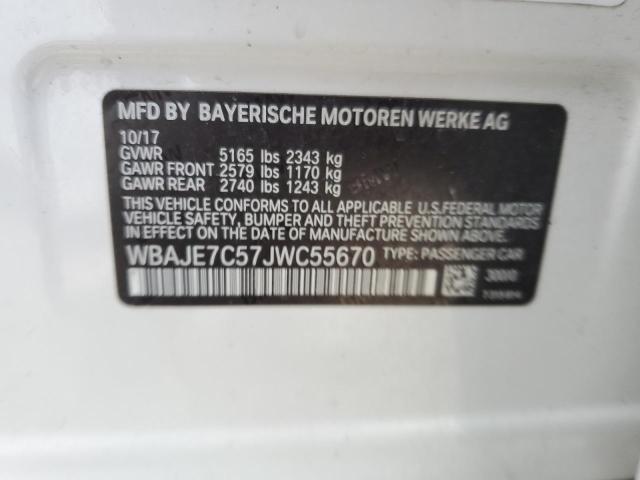 MFD BY BAYERISCHE MOTOREN WERKE AG
10/17
GVWR 5165 lbs 2343 kg
GAWR FRONT 2579 lbs 1170 kg
GAWR REAR 2740 lbs 1243 kg
THIS VEHICLE CONFORMS TO ALL APPLICABLE U.S. FEDERAL MOTOR
VEHICLE SAFETY, BUMPER AND THEFT PREVENTION STANDARDS
IN EFFECT ON THE DATE OF MANUFACTURE SHOWN ABOVE.
WBAJE7C57JWC55670 TYPE: PASSENGER CAR